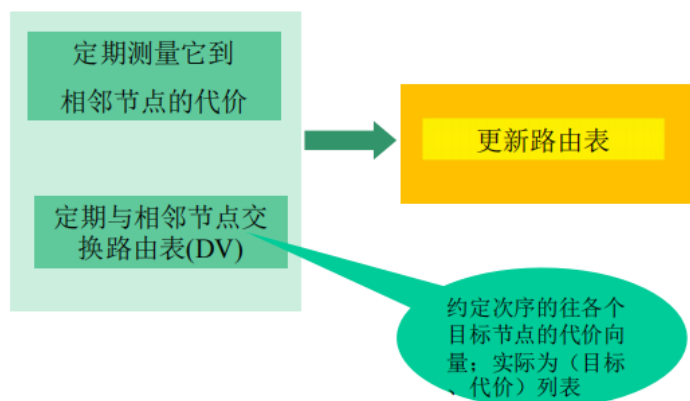 定期测量它到
相邻节点的代价
更新路由表
定期与相邻节点交
换路由表(DV)
约定次序的往各个
目标节点的代价向
量；实际为（目标
、代价）列表